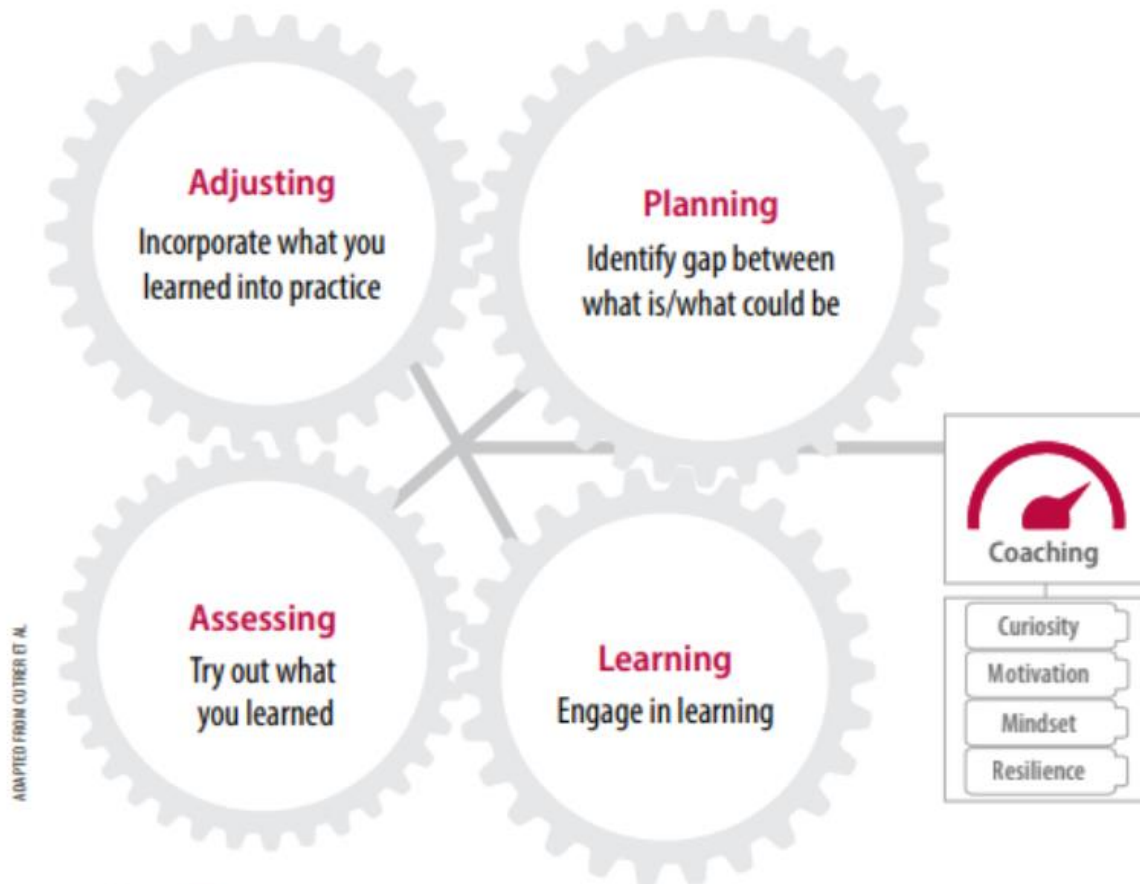 Adjusting
Incorporate what you
learned into practice
Planning
Identify gap between
what is/what could be
Assessing
Try out what
you learned
Learning
Engage in learning
Coaching
Curiosity
Motivation
Mindset
Resilience
ADAPTED FROM CUTRER ET AL